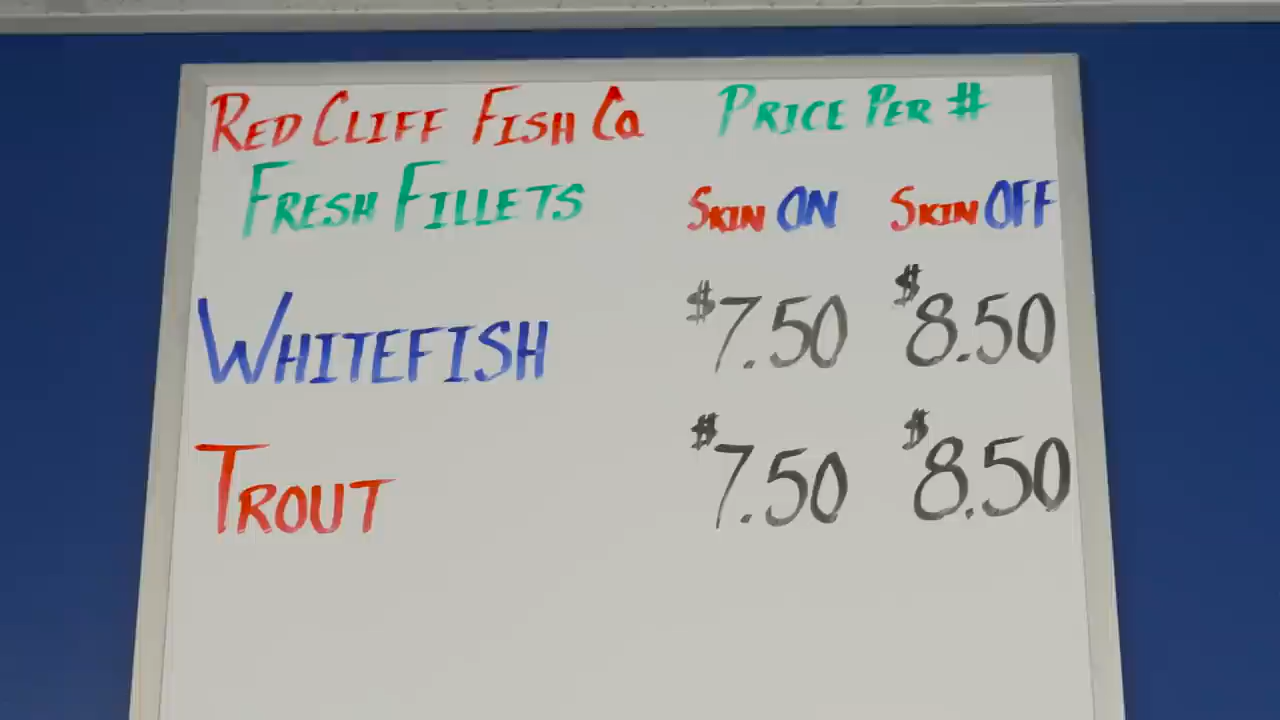 RED CLIFF FISH Co PRICE PER #
FRESH FILLETS SKIN ON SKIN OFF
WHITEFISH $7.50 $8.50
TROUT $7.50 $8.50